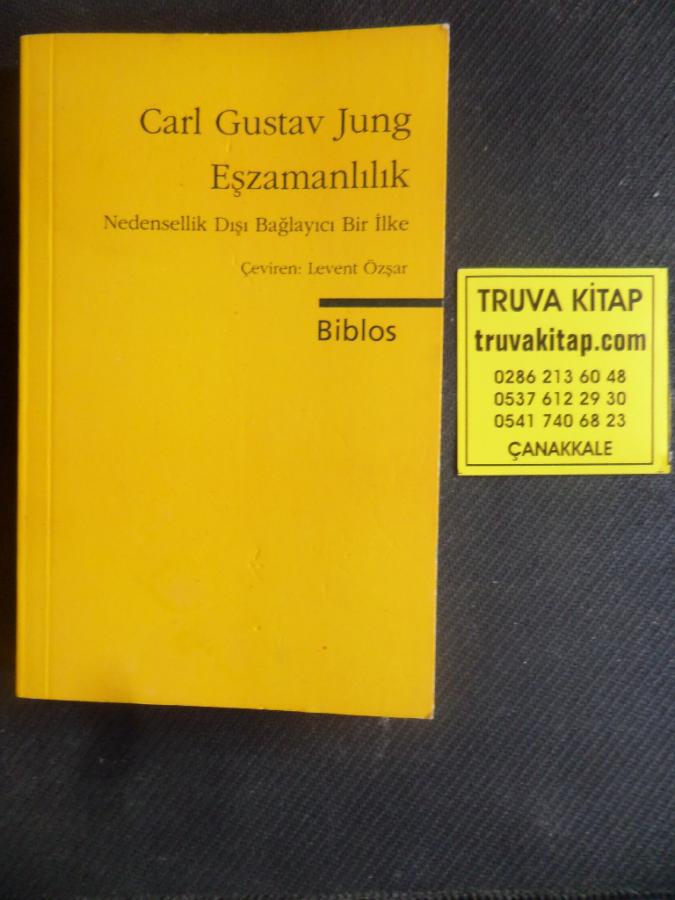 Carl Gustav Jung
Eşzamanlılık
Nedensellik Dışı Bağlayıcı Bir İlke
Çeviren: Levent Özşar
Biblos
TRUVA KİTAP
truvakitap.com
0286 213 60 48
0537 612 29 30
0541 740 68 23
ÇANAKKALE